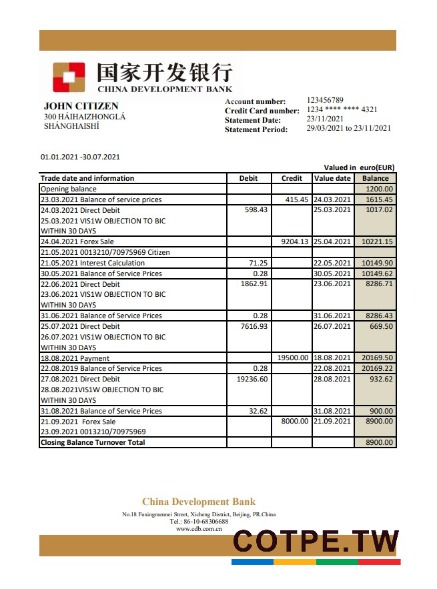 国家开发银行
CHINA DEVELOPMENT BANK
JOHN CITIZEN
300 HÁIHAIZHONGLÁ
SHÁNGHAISHÍ
Account number: 123456789
Credit Card number: 1234 **** **** 4321
Statement Date: 23/11/2021
Statement Period: 29/03/2021 to 23/11/2021
01.01.2021 -30.07.2021
Valued in euro(EUR)
Trade date and information Debit Credit Value date Balance
Opening balance 1200.00
23.03.2021 Balance of service prices 415.45 24.03.2021 1615.45
24.03.2021 Direct Debit 598.43 25.03.2021 1017.02
25.03.2021 VIS1W OBJECTION TO BIC
WITHIN 30 DAYS
24.04.2021 Forex Sale 9204.13 25.04.2021 10221.15
21.05.2021 0013210/70975969 Citizen
21.05.2021 Interest Calculation 71.25 22.05.2021 10149.90
30.05.2021 Balance of Service Prices 0.28 30.05.2021 10149.62
22.06.2021 Direct Debit 1862.91 23.06.2021 8286.71
23.06.2021 VIS1W OBJECTION TO BIC
WITHIN 30 DAYS
31.06.2021 Balance of Service Prices 0.28 31.06.2021 8286.43
25.07.2021 Direct Debit 7616.93 26.07.2021 669.50
26.07.2021 VIS1W OBJECTION TO BIC
WITHIN 30 DAYS
18.08.2021 Payment 19500.00 18.08.2021 20169.50
22.08.2019 Balance of Service Prices 0.28 22.08.2021 20169.22
27.08.2021 Direct Debit 19236.60 28.08.2021 932.62
28.08.2021VIS1W OBJECTION TO BIC
WITHIN 30 DAYS
31.08.2021 Balance of Service Prices 32.62 31.08.2021 900.00
21.09.2021 Forex Sale 8000.00 21.09.2021 8900.00
23.09.2021 0013210/70975969
Closing Balance Turnover Total 8900.00
China Development Bank
No.18 Fuxingmennei Street, Xicheng District, Beijing, PR.China
Tel.: 86-10-68306688
www.cdb.com.cn
COTPE.TW